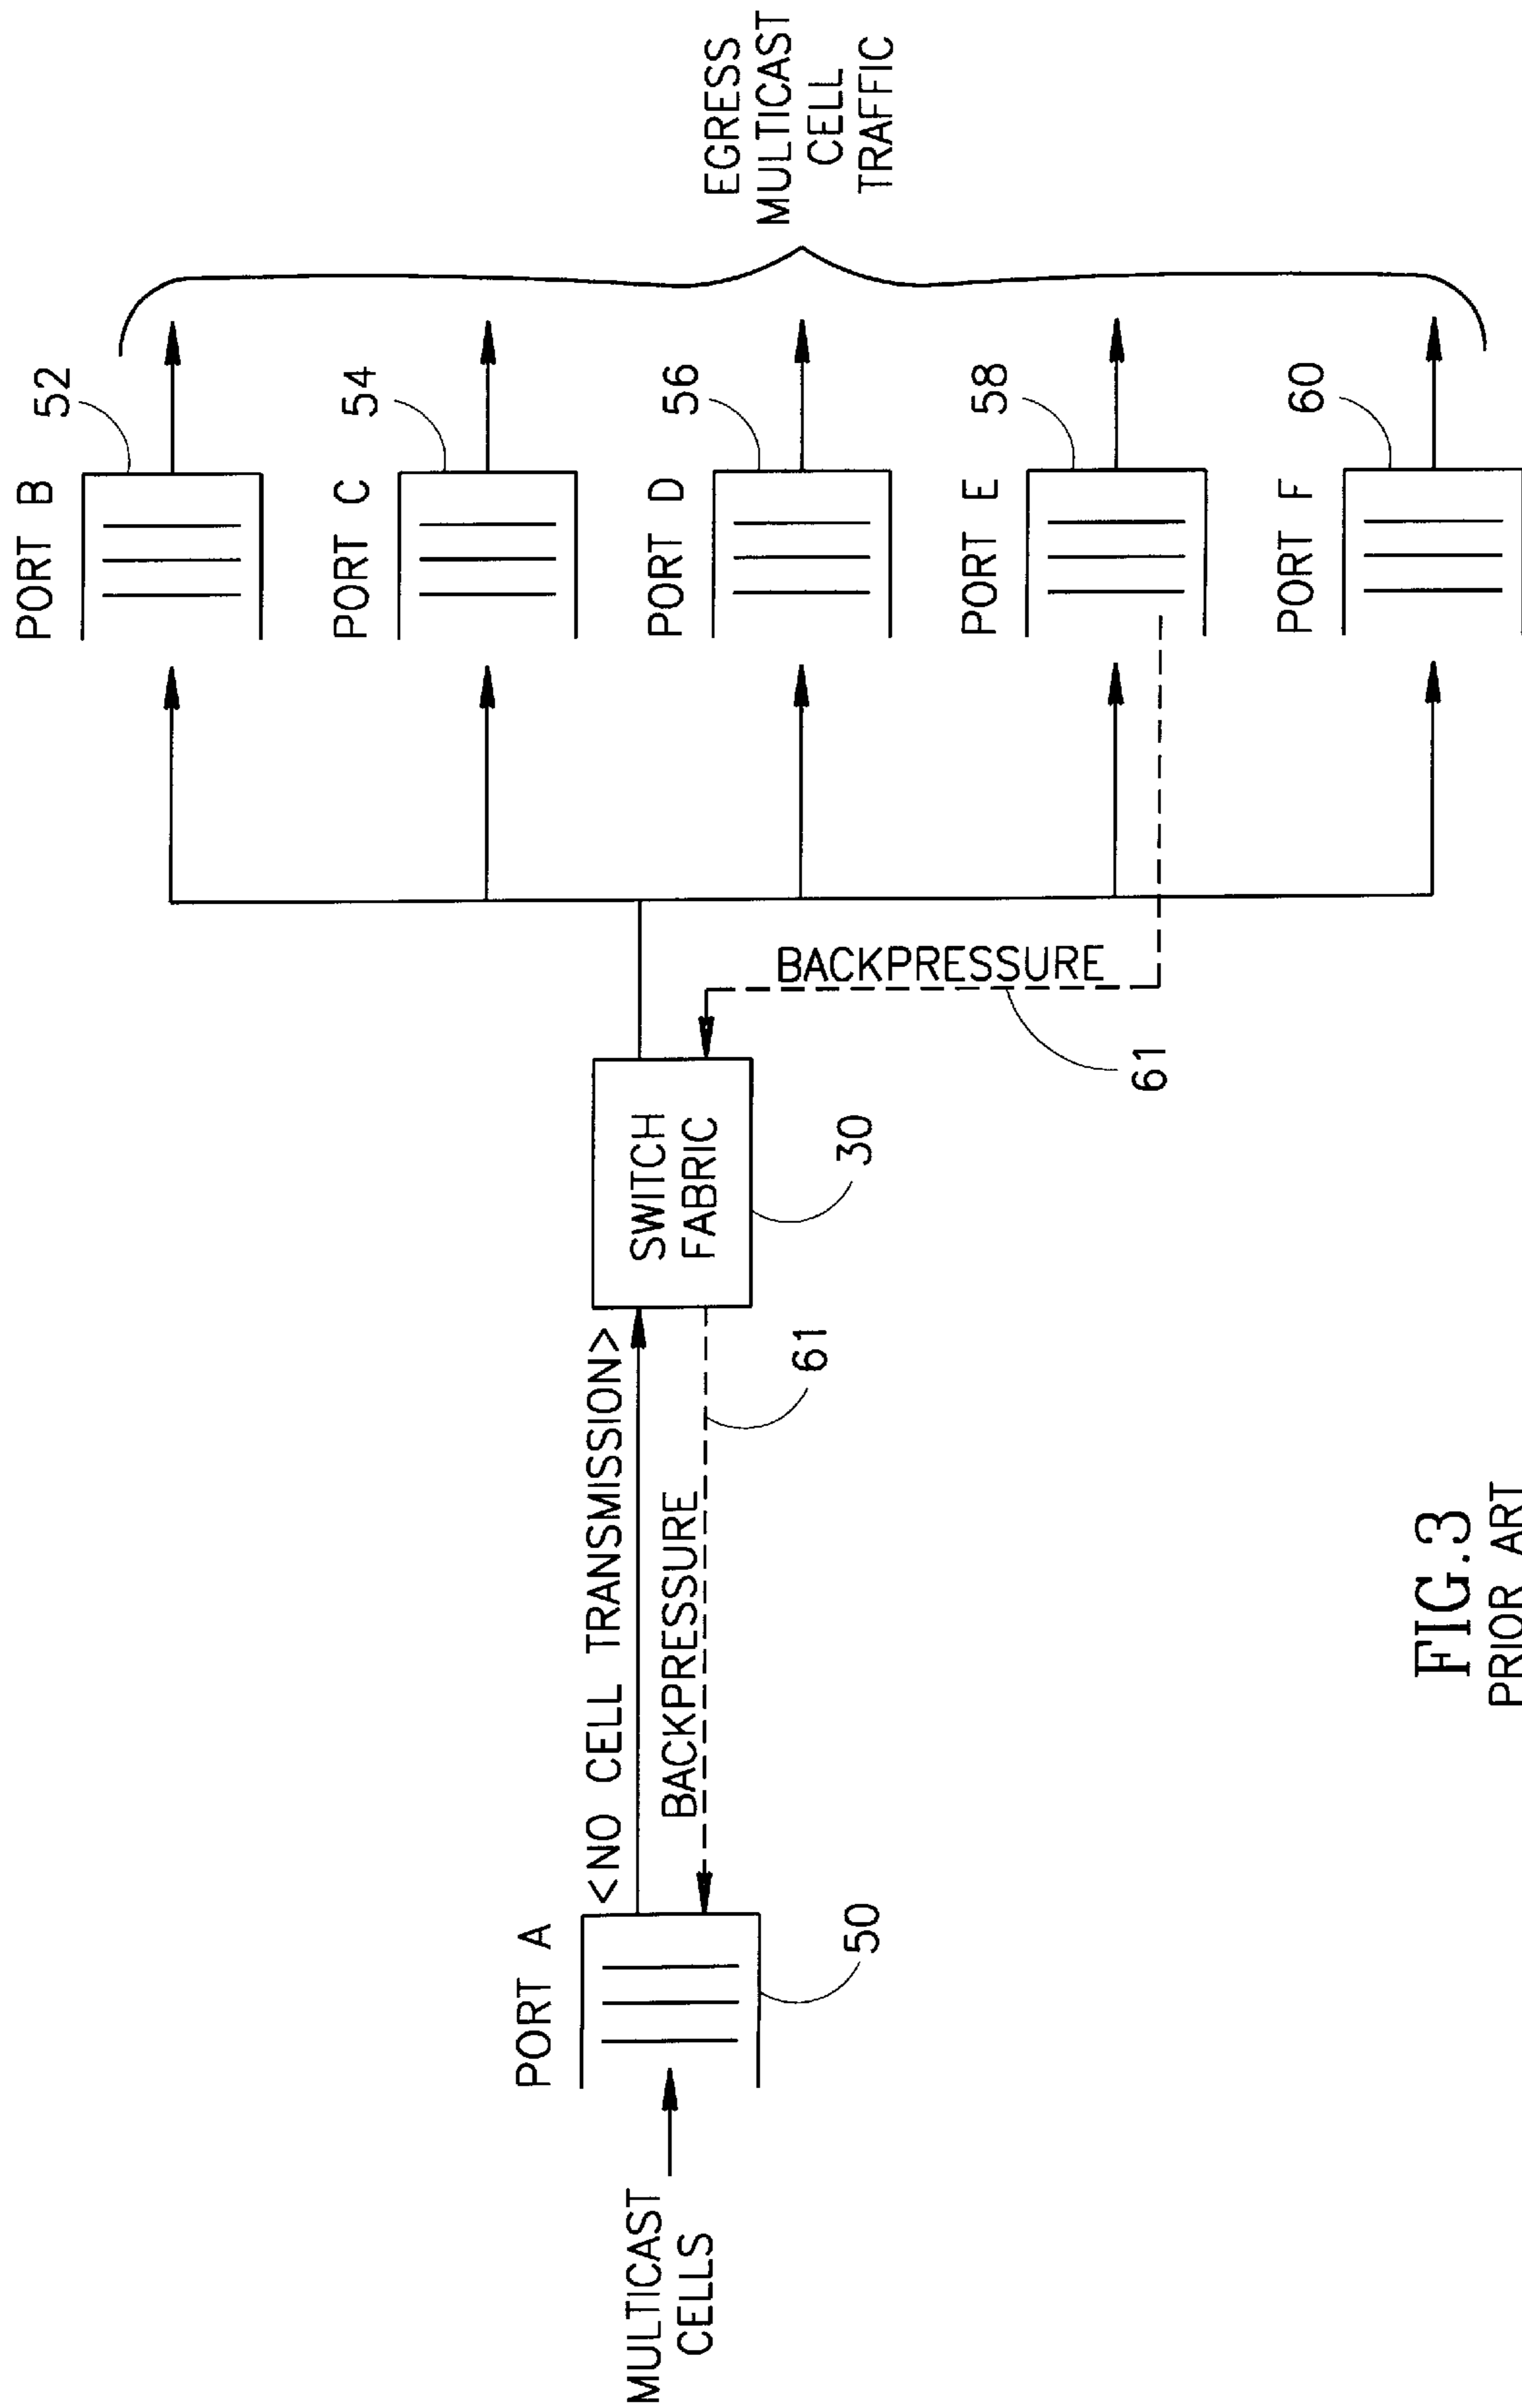 MULTICAST
CELLS
PORT A
50
<NO CELL TRANSMISSION>
BACKPRESSURE
61
SWITCH
FABRIC
30
BACKPRESSURE
61
PORT B
52
PORT C
54
PORT D
56
PORT E
58
PORT F
60
EGRESS
MULTICAST
CELL
TRAFFIC
FIG.3
PRIOR ART